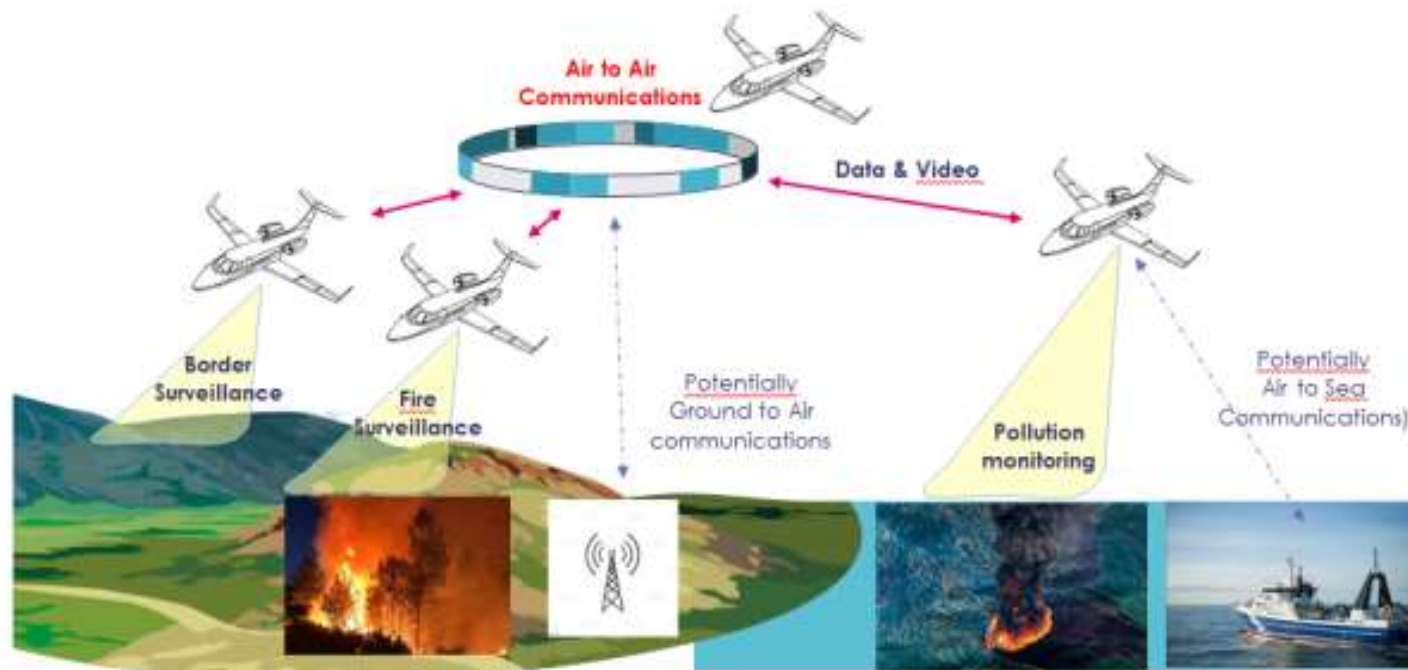 Air to Air
Communications
Data & Video
Border
Surveillance
Fire
Surveillance
Potentially
Ground to Air
communications
Pollution
monitoring
Potentially
Air to Sea
Communications)